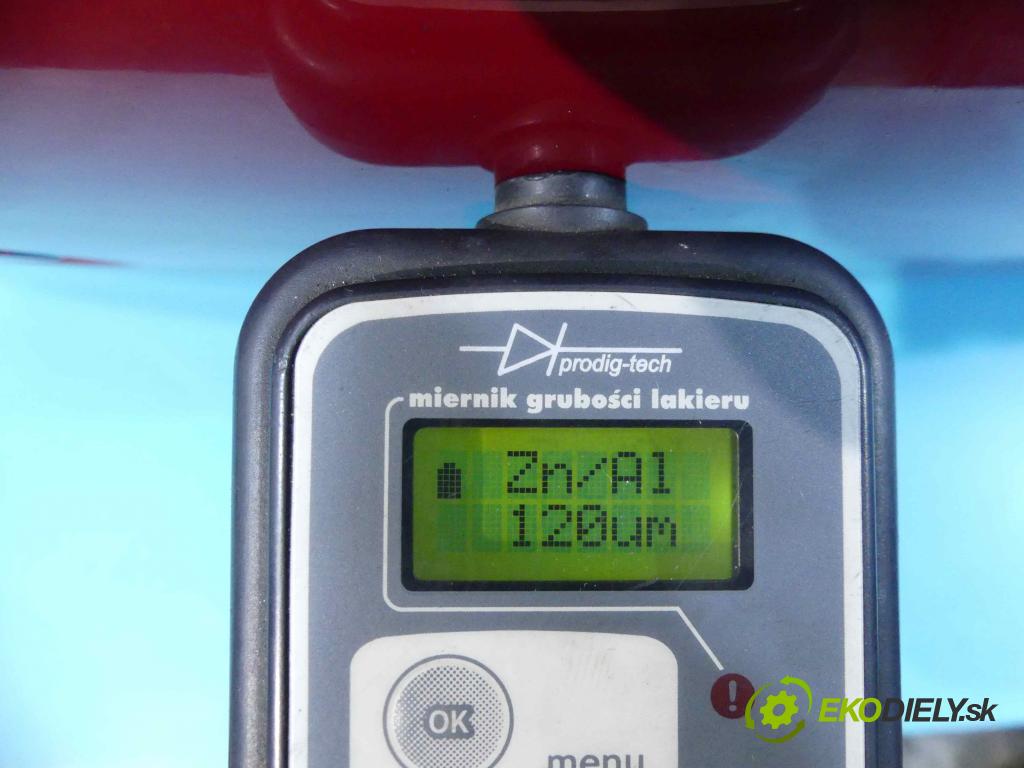 prodig-tech
miernik grubości lakieru
Zn/Al
120um
OK
menu
!
EKODIELY.sk